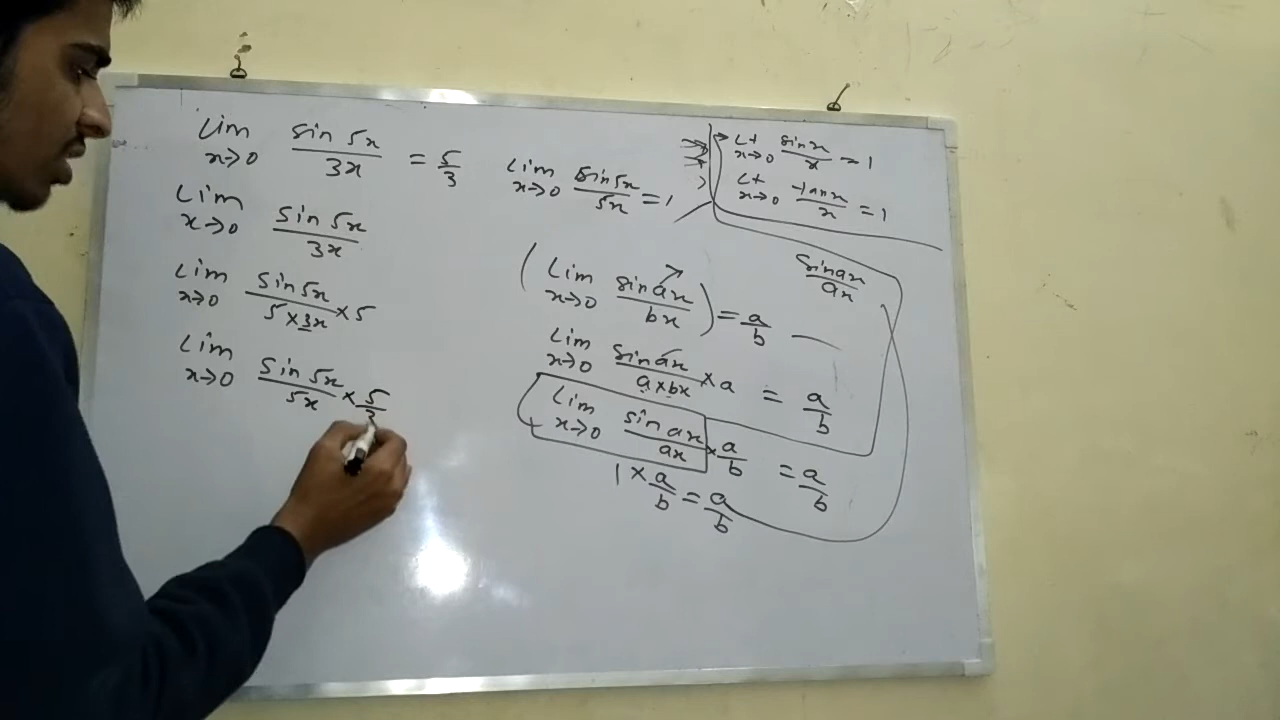 lim x→0 sin 5x / 3x = 5/3
lim x→0 sin 5x / 3x
lim x→0 sin 5x / 5×3x ×5
lim x→0 sin 5x / 5x × 5/3
lim x→0 sin 5x / 5x = 1
Lt x→0 sin x / x = 1
Lt x→0 tan x / x = 1
sin ax / ax
(lim x→0 sin ax / bx) = a/b
lim x→0 sin ax / a×bx ×a = a/b
lim x→0 sin ax / ax × a/b = a/b
1 × a/b = a/b